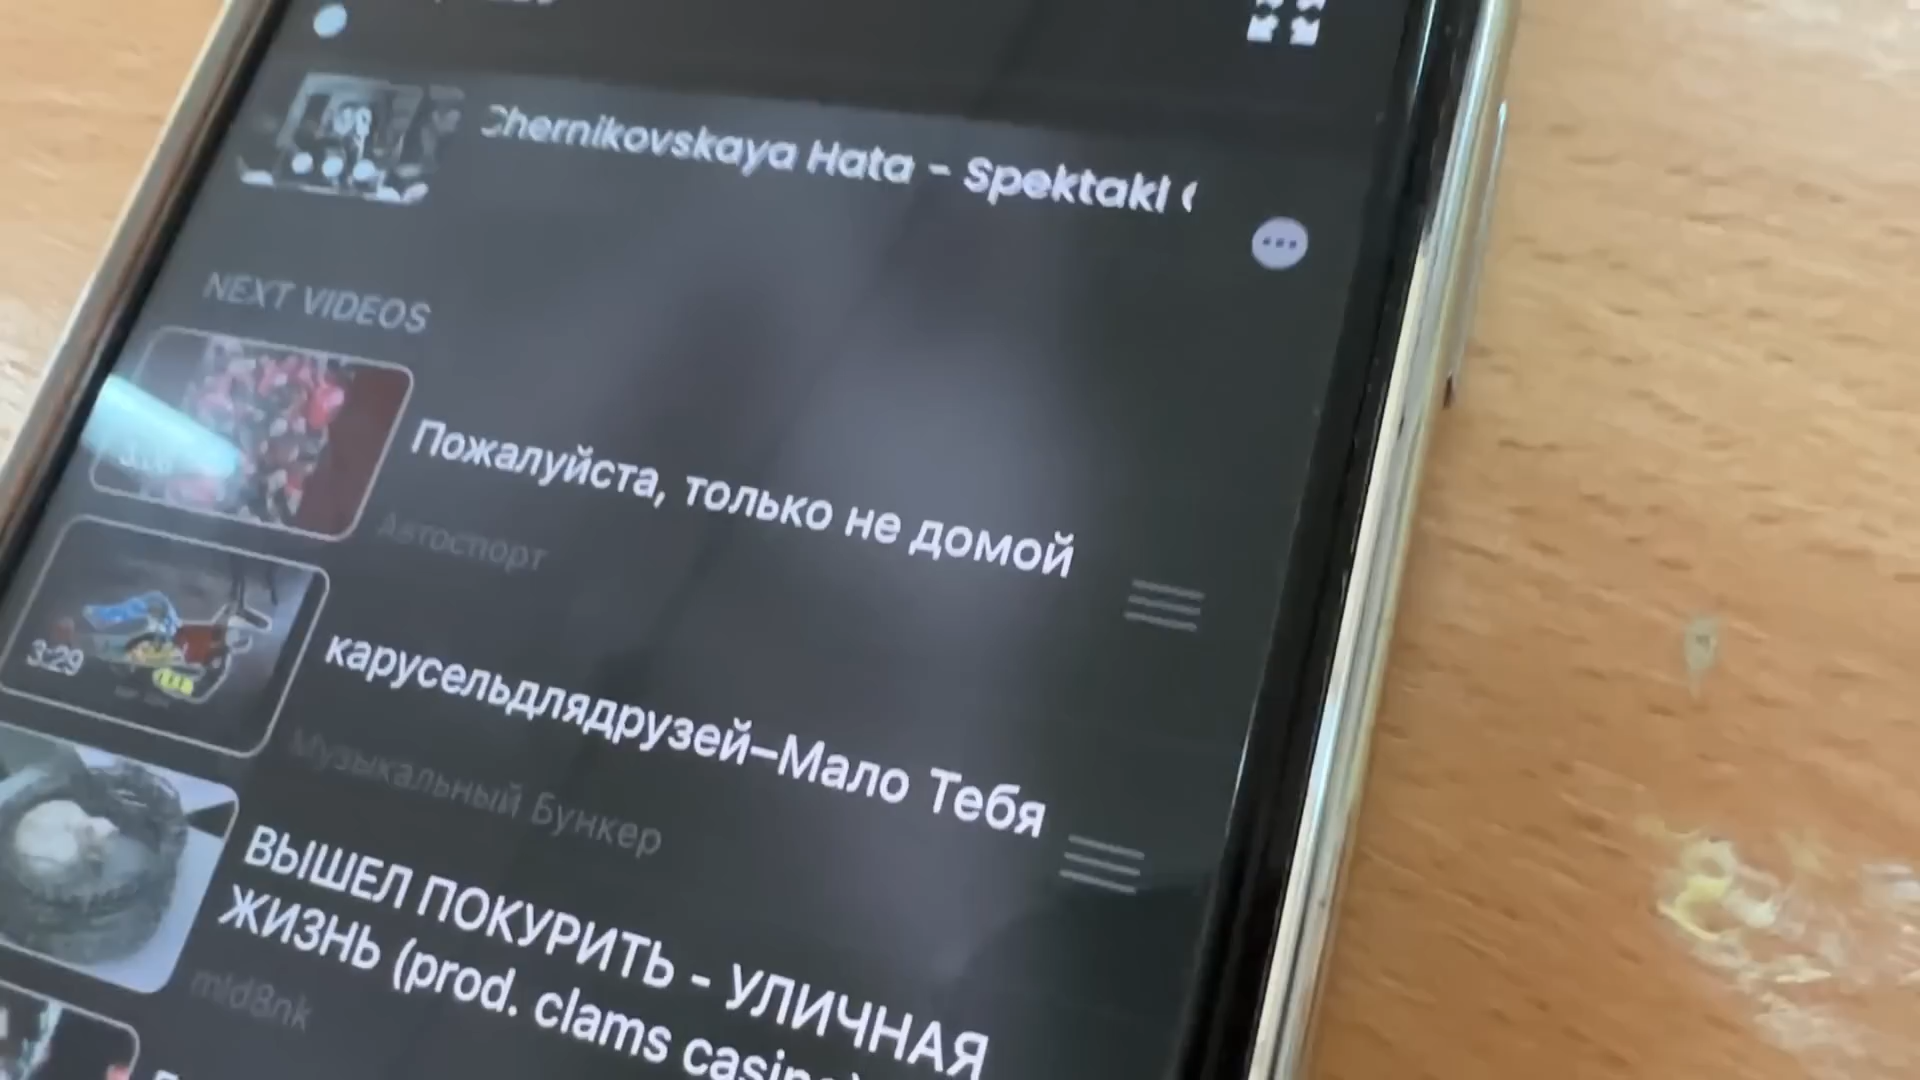 Chernikovskaya Hata - Spektakl
NEXT VIDEOS
Пожалуйста, только не домой
Автоспорт
3:29
карусельдлядрузей–Мало Тебя
Музыкальный Бункер
ВЫШЕЛ ПОКУРИТЬ - УЛИЧНАЯ
ЖИЗНЬ (prod. clams casino)
mld8nk